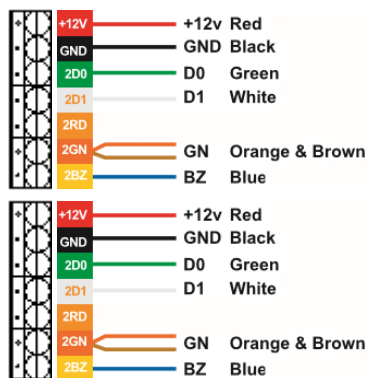 +12V +12v Red
GND GND Black
2D0 D0 Green
2D1 D1 White
2RD
2GN GN Orange & Brown
2BZ BZ Blue
+12V +12v Red
GND GND Black
2D0 D0 Green
2D1 D1 White
2RD
2GN GN Orange & Brown
2BZ BZ Blue